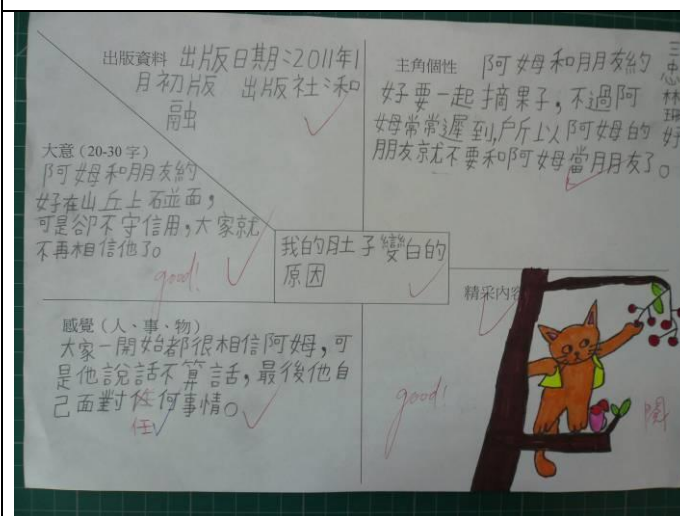 出版資料 出版日期:2011年1
月初版 出版社:和
融
主角個性 阿姆和朋友約
好要一起摘果子,不過阿
姆常常遲到,所以阿姆的
朋友就不要和阿姆當朋友了。
三忠林珮妤
大意(20-30 字)
阿姆和朋友約
好在山丘上碰面,
可是卻不守信用,大家就
不再相信他了。
good!
我的肚子變白的
原因
感覺(人、事、物)
大家一開始都很相信阿姆,可
是他說話不算話,最後他自
己面對任何事情。
任
精采內容
good!